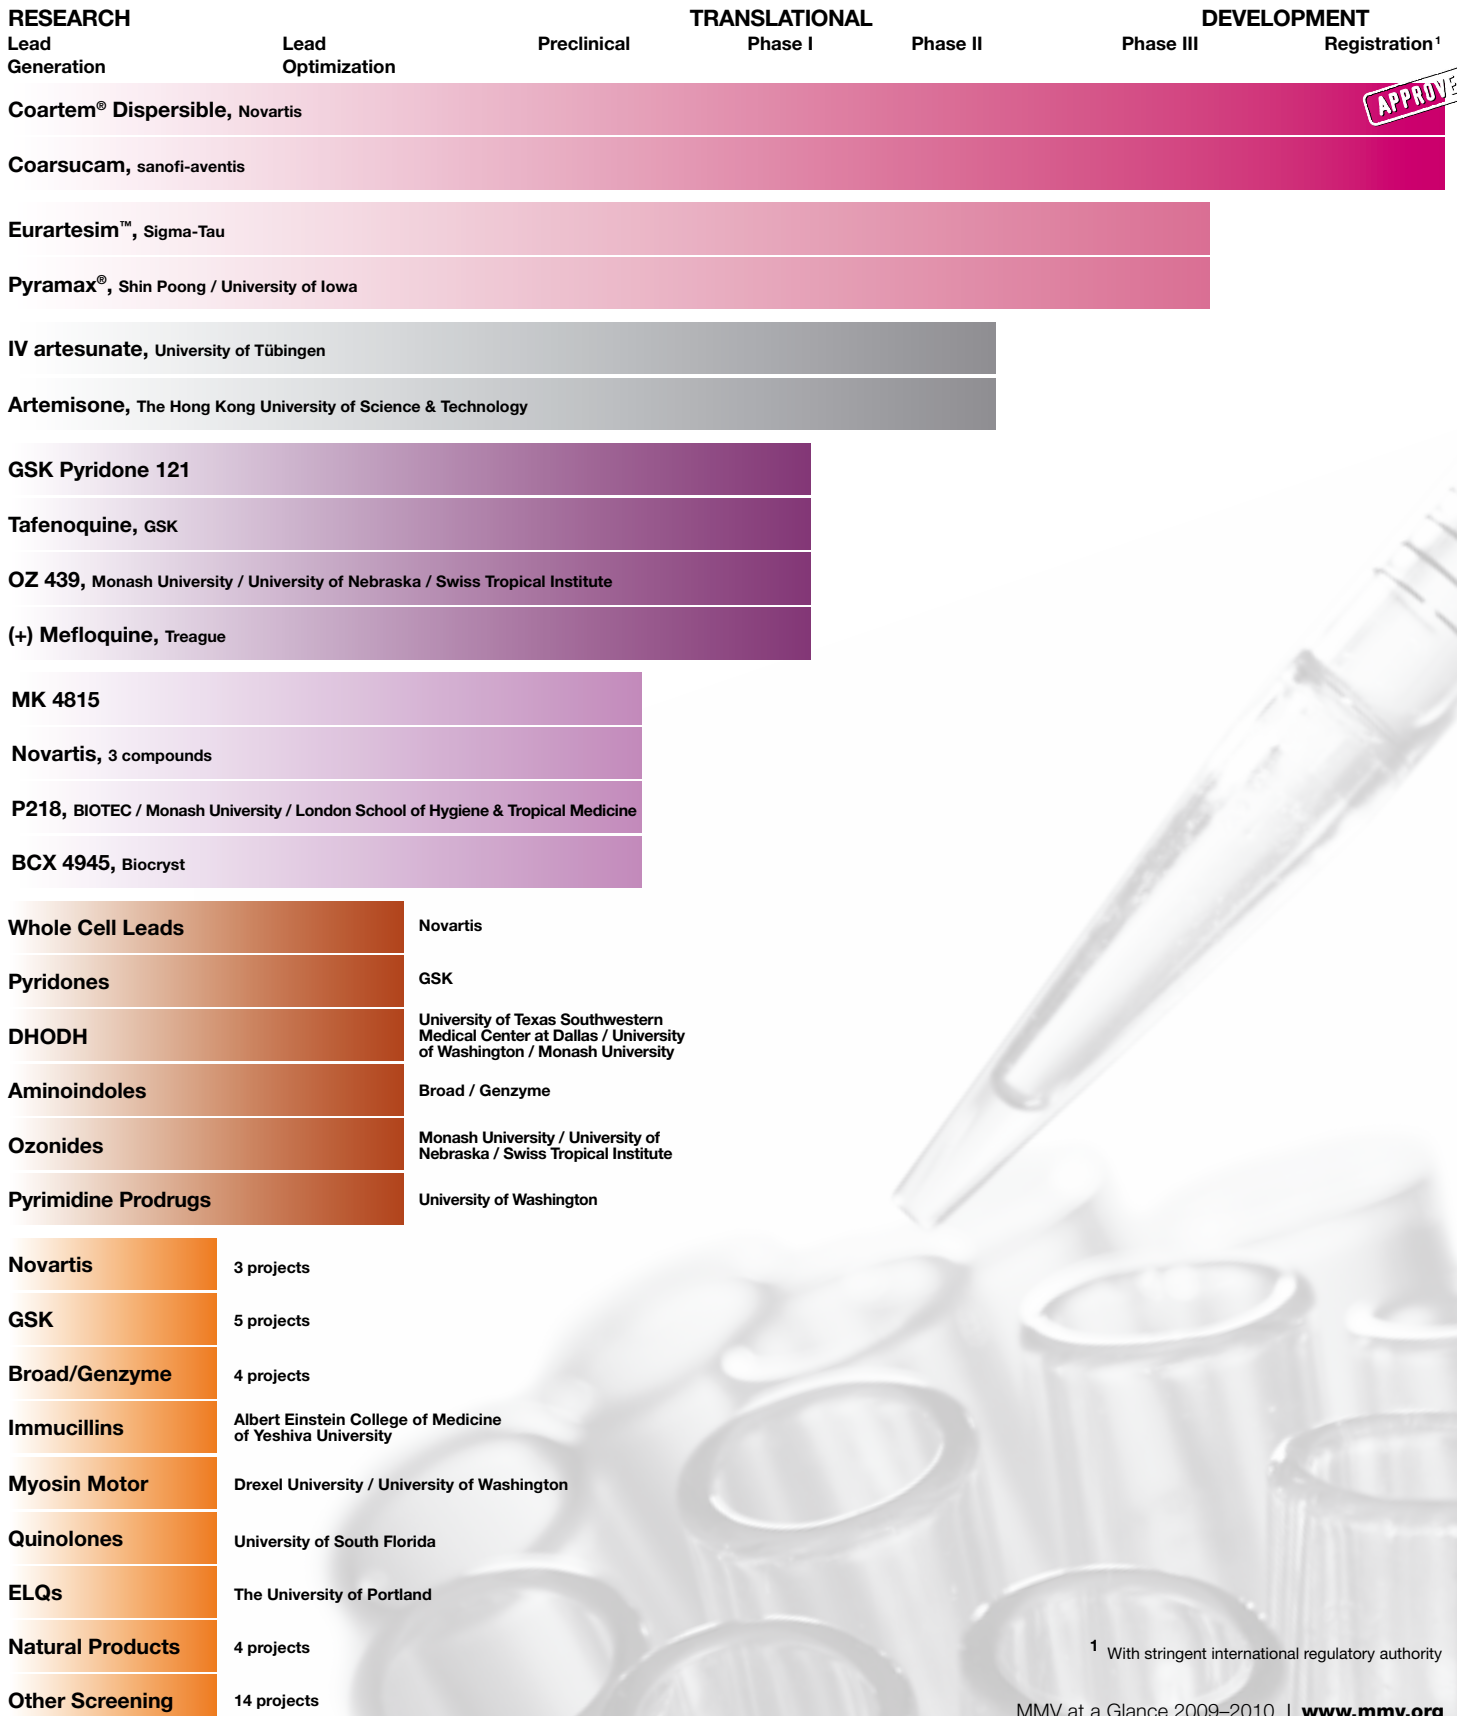 RESEARCH TRANSLATIONAL DEVELOPMENT
Lead Lead Preclinical Phase I Phase II Phase III Registration¹
Generation Optimization
Coartem® Dispersible, Novartis
Coarsucam, sanofi-aventis
Eurartesim™, Sigma-Tau
Pyramax®, Shin Poong / University of Iowa
IV artesunate, University of Tübingen
Artemisone, The Hong Kong University of Science & Technology
GSK Pyridone 121
Tafenoquine, GSK
OZ 439, Monash University / University of Nebraska / Swiss Tropical Institute
(+) Mefloquine, Treague
MK 4815
Novartis, 3 compounds
P218, BIOTEC / Monash University / London School of Hygiene & Tropical Medicine
BCX 4945, Biocryst
Whole Cell Leads Novartis
Pyridones GSK
DHODH
University of Texas Southwestern
Medical Center at Dallas / University
of Washington / Monash University
Aminoindoles Broad / Genzyme
Ozonides
Monash University / University of
Nebraska / Swiss Tropical Institute
Pyrimidine Prodrugs University of Washington
Novartis 3 projects
GSK 5 projects
Broad/Genzyme 4 projects
Immucillins
Albert Einstein College of Medicine
of Yeshiva University
Myosin Motor Drexel University / University of Washington
Quinolones University of South Florida
ELQs The University of Portland
Natural Products 4 projects
Other Screening 14 projects
1 With stringent international regulatory authority
MMV at a Glance 2009–2010 | www.mmv.org